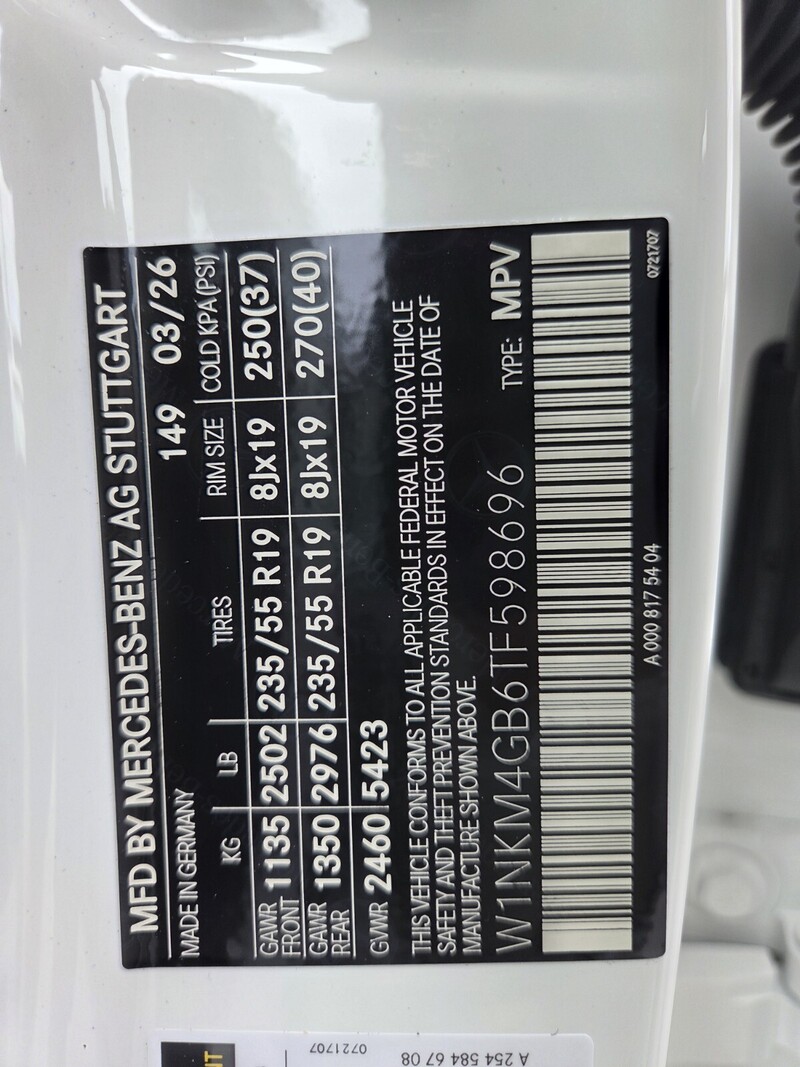 MFD BY MERCEDES-BENZ AG STUTTGART
MADE IN GERMANY 149 03/26
KG LB TIRES RIM SIZE COLD KPA(PSI)
GAWR FRONT 1135 2502 235/55 R19 8Jx19 250(37)
GAWR REAR 1350 2976 235/55 R19 8Jx19 270(40)
GVWR 2460 5423
THIS VEHICLE CONFORMS TO ALL APPLICABLE FEDERAL MOTOR VEHICLE
SAFETY AND THEFT PREVENTION STANDARDS IN EFFECT ON THE DATE OF
MANUFACTURE SHOWN ABOVE.
W1NKM4GB6TF598696 TYPE: MPV
A 000 817 54 04 0721707
0721707
A 254 584 67 08